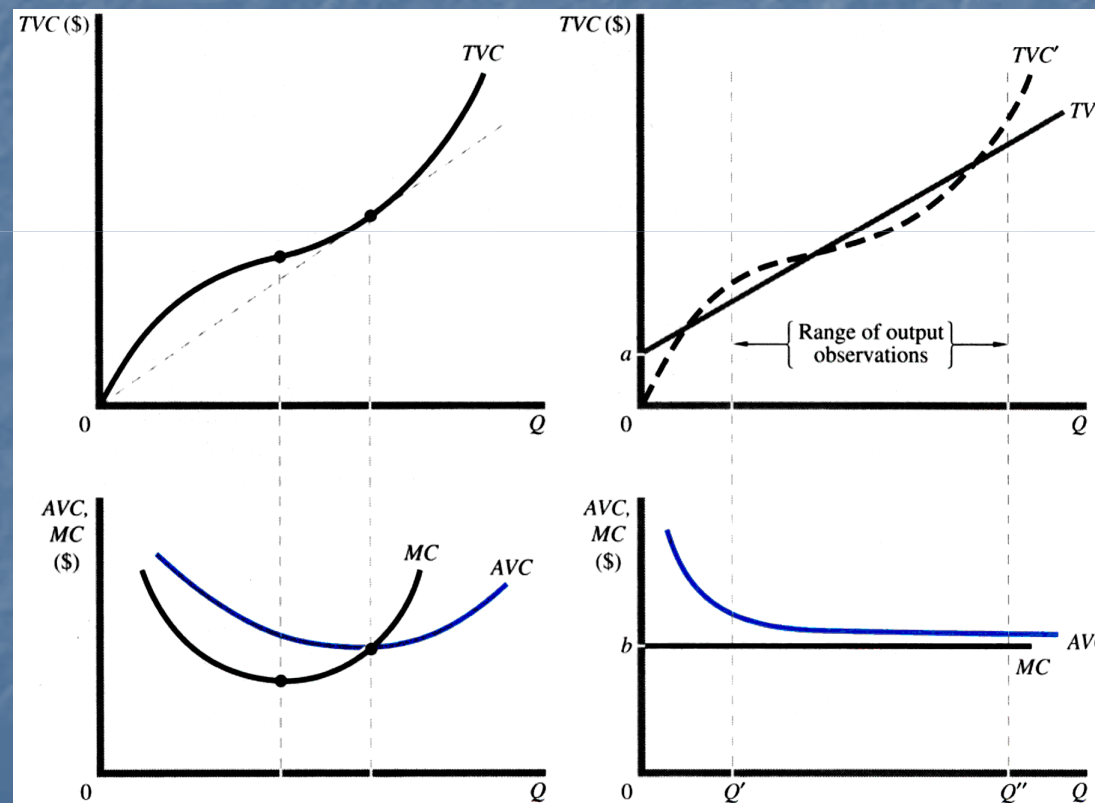 TVC ($)
TVC
0
Q
TVC ($)
TVC′
TV
a
Range of output
observations
0
Q
AVC,
MC
($)
MC
AVC
0
Q
AVC,
MC
($)
b
AVC
MC
0
Q′
Q″
Q